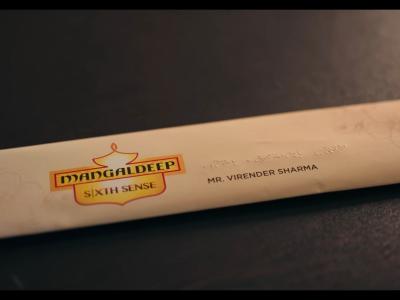 MANGALDEEP
SIXTH SENSE
MR. VIRENDER SHARMA